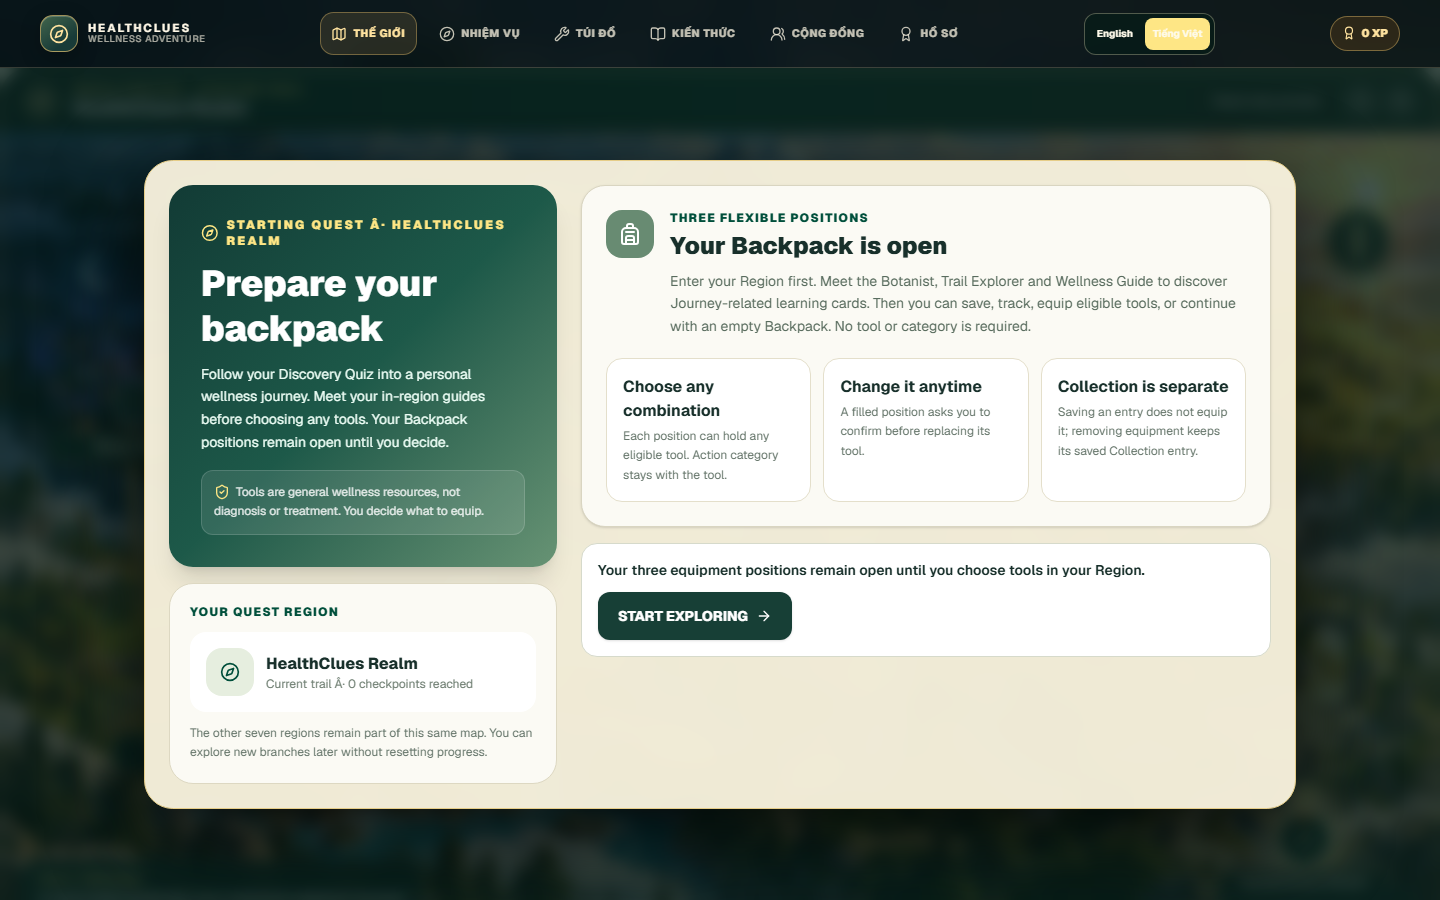 HEALTHCLUES
WELLNESS ADVENTURE
THẾ GIỚI
NHIỆM VỤ
TÚI ĐỒ
KIẾN THỨC
CỘNG ĐỒNG
HỒ SƠ
English
Tiếng Việt
0 XP
STARTING QUEST Â· HEALTHCLUES
REALM
Prepare your
backpack
Follow your Discovery Quiz into a personal
wellness journey. Meet your in-region guides
before choosing any tools. Your Backpack
positions remain open until you decide.
Tools are general wellness resources, not
diagnosis or treatment. You decide what to equip.
YOUR QUEST REGION
HealthClues Realm
Current trail Â· 0 checkpoints reached
The other seven regions remain part of this same map. You can
explore new branches later without resetting progress.
THREE FLEXIBLE POSITIONS
Your Backpack is open
Enter your Region first. Meet the Botanist, Trail Explorer and Wellness Guide to discover
Journey-related learning cards. Then you can save, track, equip eligible tools, or continue
with an empty Backpack. No tool or category is required.
Choose any
combination
Each position can hold any
eligible tool. Action category
stays with the tool.
Change it anytime
A filled position asks you to
confirm before replacing its
tool.
Collection is separate
Saving an entry does not equip
it; removing equipment keeps
its saved Collection entry.
Your three equipment positions remain open until you choose tools in your Region.
START EXPLORING